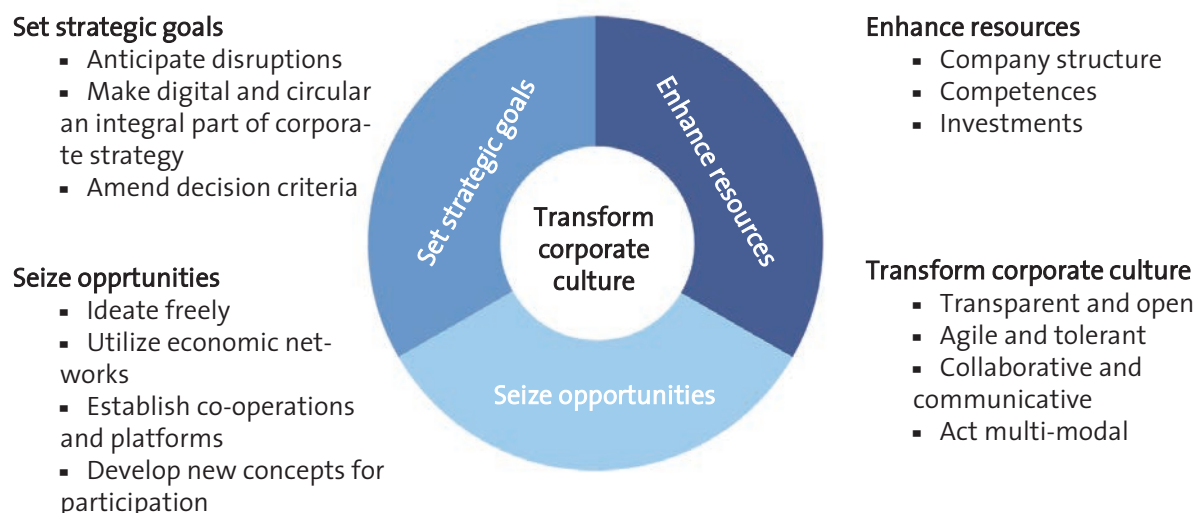 Set strategic goals
▪ Anticipate disruptions
▪ Make digital and circular
an integral part of corpora-
te strategy
▪ Amend decision criteria
Seize opprtunities
▪ Ideate freely
▪ Utilize economic net-
works
▪ Establish co-operations
and platforms
▪ Develop new concepts for
participation
Set strategic goals
Enhance resources
Transform
corporate
culture
Seize opportunities
Enhance resources
▪ Company structure
▪ Competences
▪ Investments
Transform corporate culture
▪ Transparent and open
▪ Agile and tolerant
▪ Collaborative and
communicative
▪ Act multi-modal